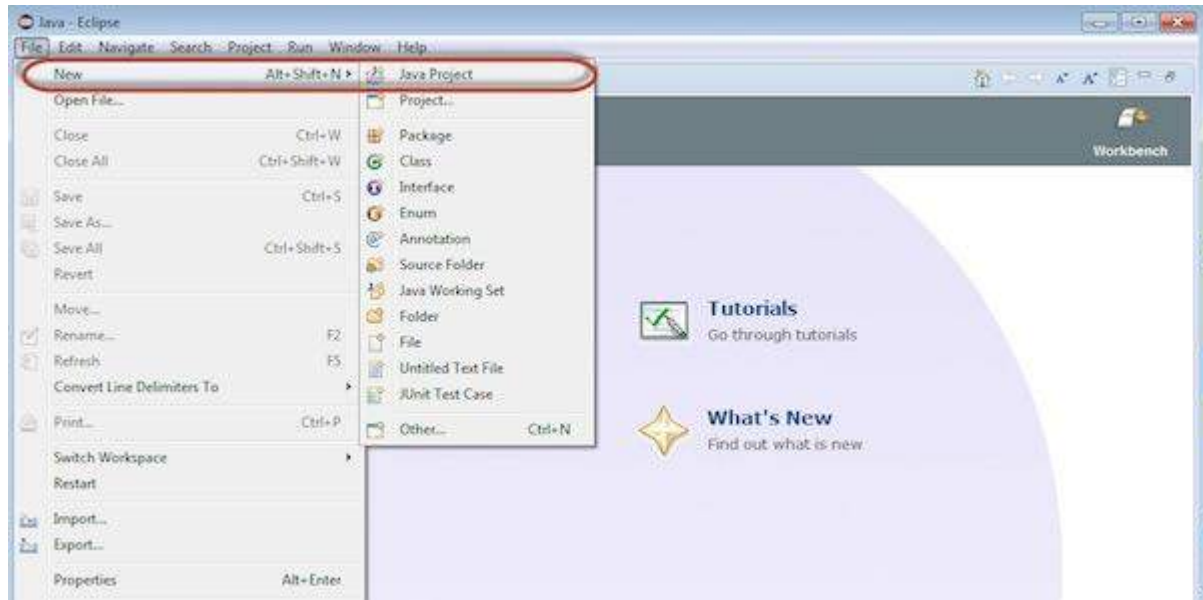 Java - Eclipse
File Edit Navigate Search Project Run Window Help
New Alt+Shift+N
Open File...
Close Ctrl+W
Close All Ctrl+Shift+W
Save Ctrl+S
Save As...
Save All Ctrl+Shift+S
Revert
Move...
Rename... F2
Refresh F5
Convert Line Delimiters To
Print... Ctrl+P
Switch Workspace
Restart
Import...
Export...
Properties Alt+Enter
Java Project
Project...
Package
Class
Interface
Enum
Annotation
Source Folder
Java Working Set
Folder
File
Untitled Text File
JUnit Test Case
Other... Ctrl+N
Workbench
Tutorials
Go through tutorials
What's New
Find out what is new